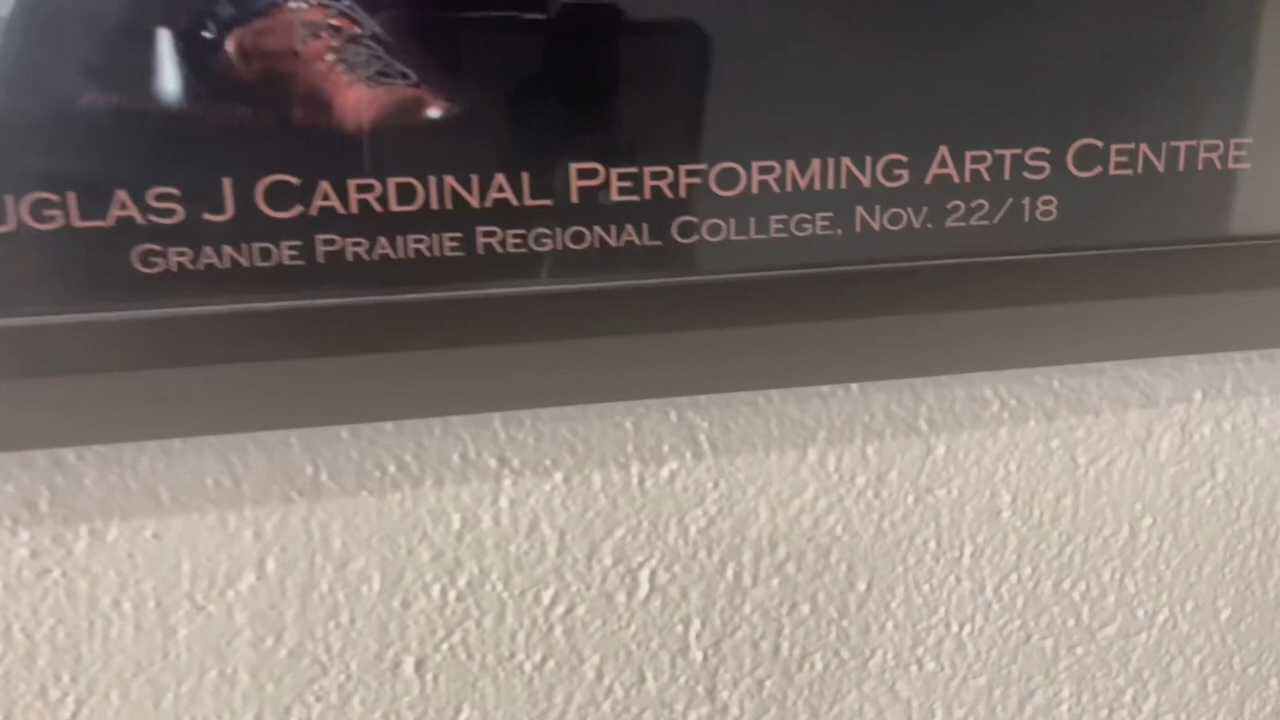 UGLAS J CARDINAL PERFORMING ARTS CENTRE
GRANDE PRAIRIE REGIONAL COLLEGE, NOV. 22/18